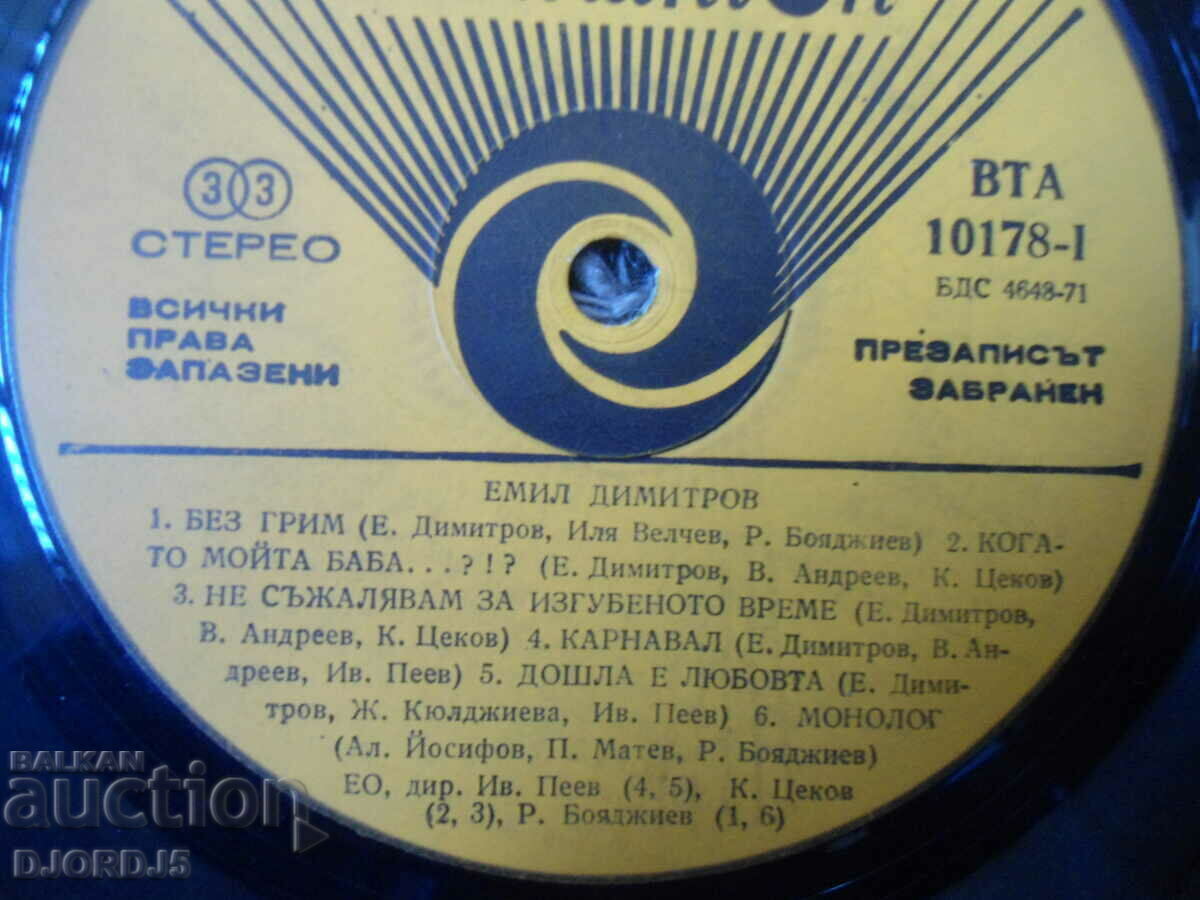 33
СТЕРЕО
ВСИЧКИ
ПРАВА
ЗАПАЗЕНИ
ВТА
10178-I
БДС 4643-71
ПРЕЗАПИСЪТ
ЗАБРАНЕН
ЕМИЛ ДИМИТРОВ
1. БЕЗ ГРИМ (Е. Димитров, Иля Велчев, Р. Бояджиев) 2. КОГА-
ТО МОЙТА БАБА...?!? (Е. Димитров, В. Андреев, К. Цеков)
3. НЕ СЪЖАЛЯВАМ ЗА ИЗГУБЕНОТО ВРЕМЕ (Е. Димитров,
В. Андреев, К. Цеков) 4. КАРНАВАЛ (Е. Димитров, В. Ан-
дреев, Ив. Пеев) 5. ДОШЛА Е ЛЮБОВТА (Е. Дими-
тров, Ж. Кюлджиева, Ив. Пеев) 6. МОНОЛОГ
(Ал. Йосифов, П. Матев, Р. Бояджиев)
ЕО, дир. Ив. Пеев (4, 5), К. Цеков
(2, 3), Р. Бояджиев (1, 6)
BALKAN
auction
DJORDJ5